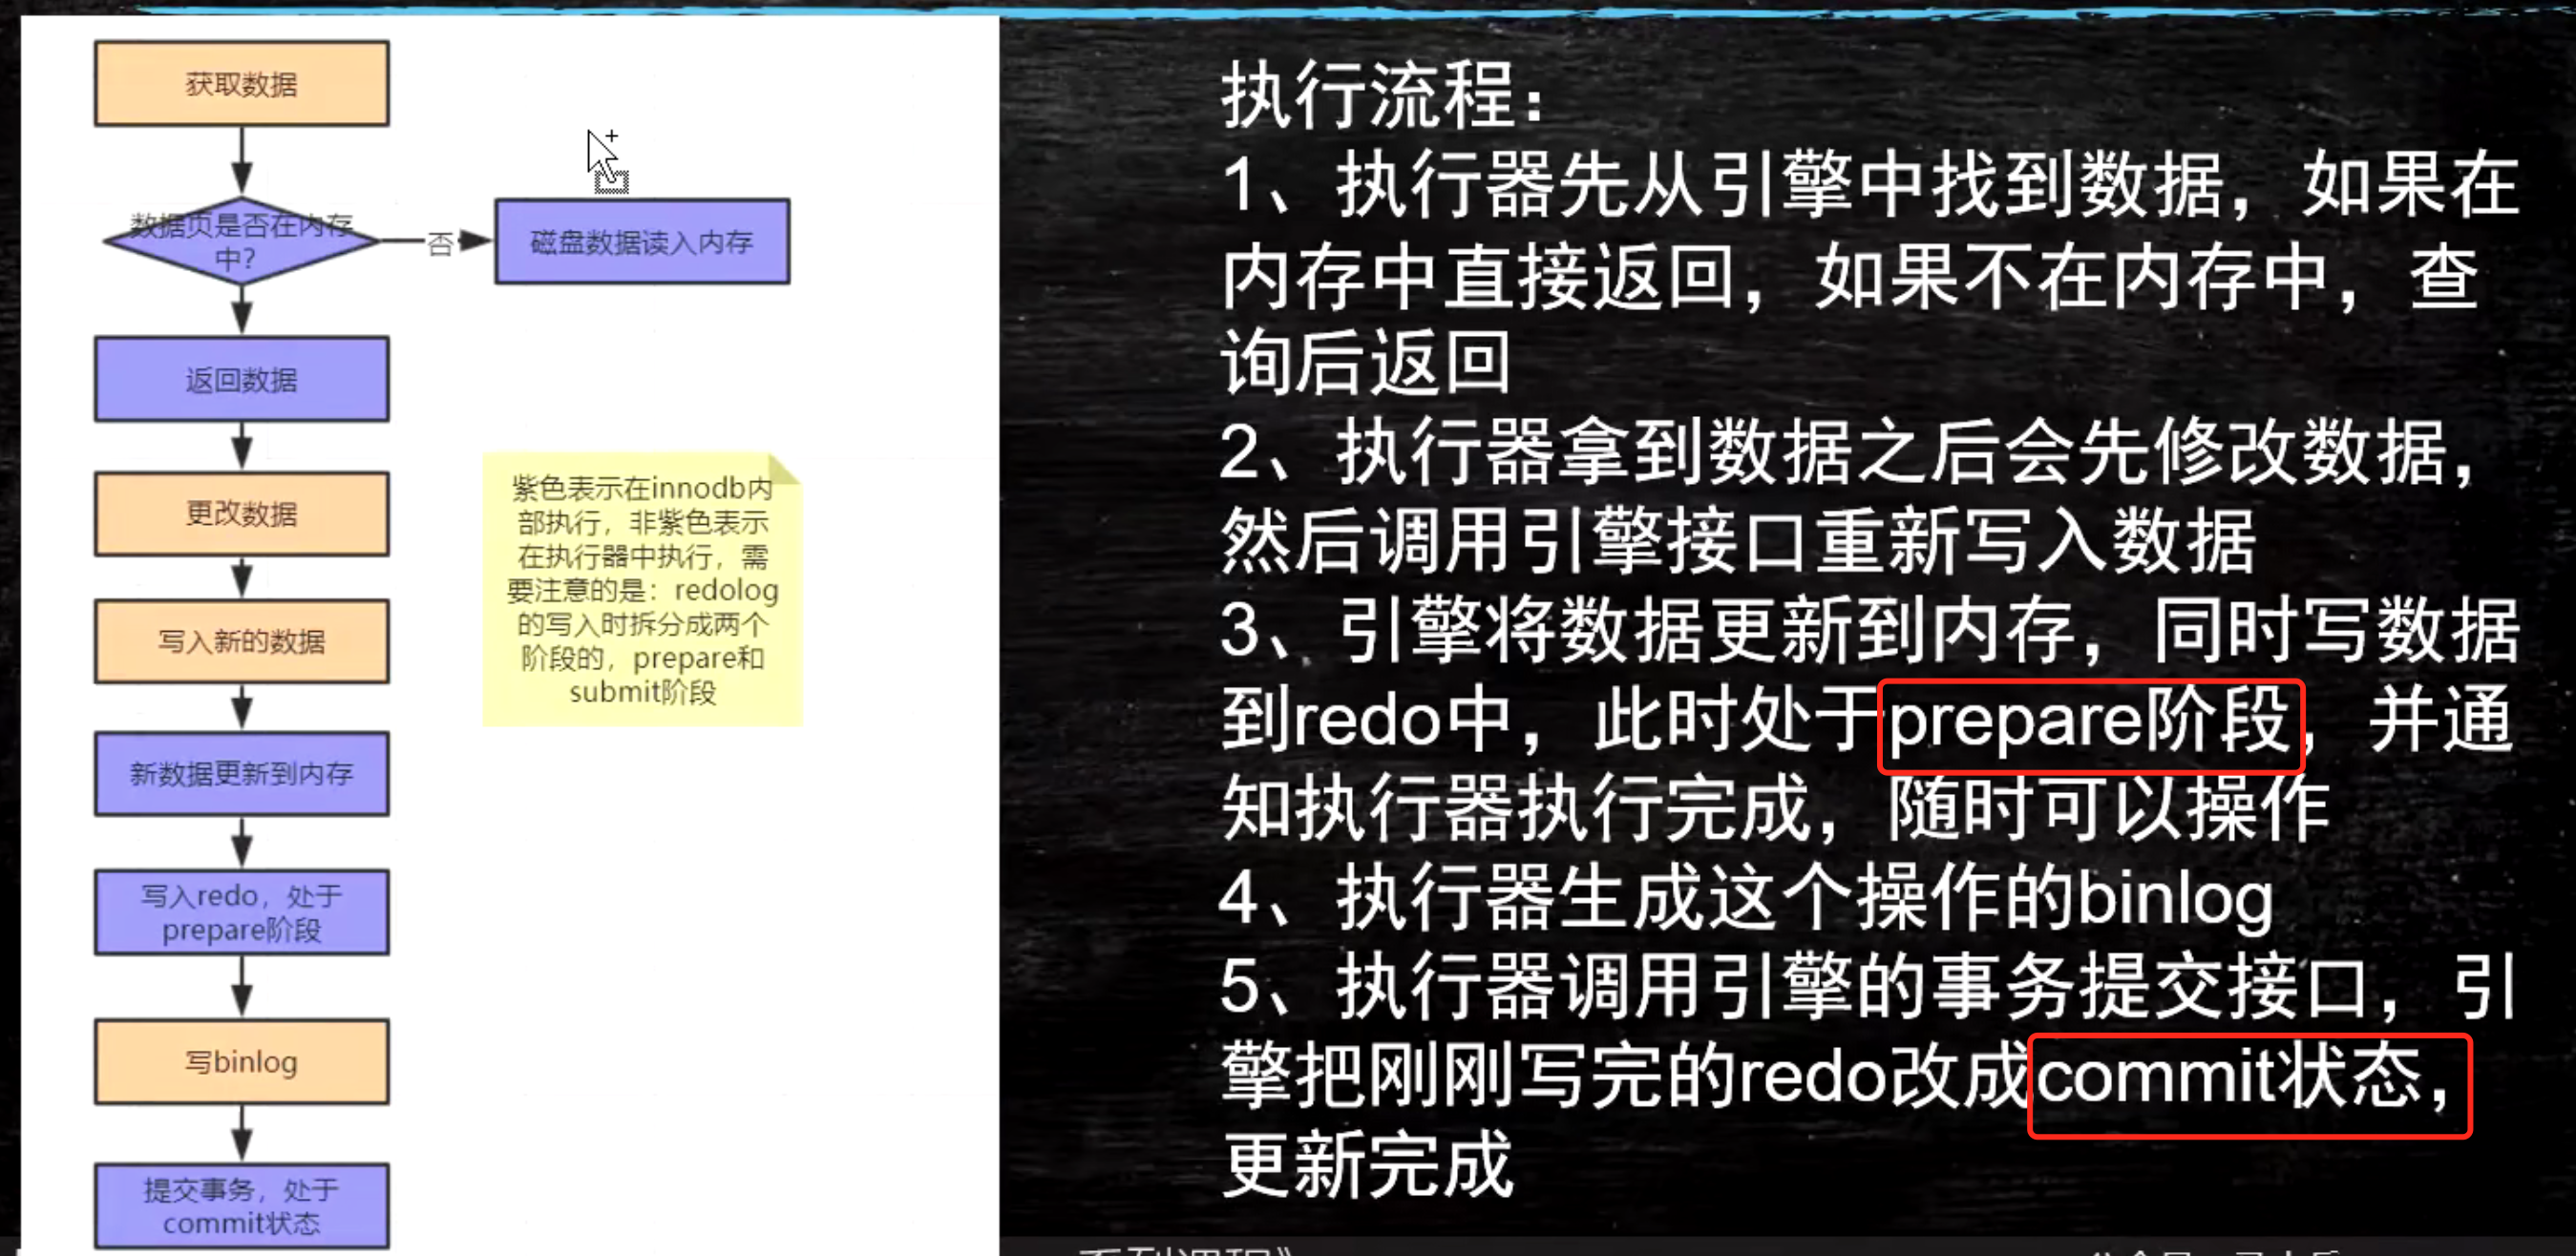 获取数据
数据页是否在内存
中?
否
磁盘数据读入内存
返回数据
更改数据
写入新的数据
新数据更新到内存
写入redo，处于
prepare阶段
写binlog
提交事务，处于
commit状态
紫色表示在innodb内
部执行，非紫色表示
在执行器中执行，需
要注意的是：redolog
的写入时拆分成两个
阶段的，prepare和
submit阶段
执行流程：
1、执行器先从引擎中找到数据，如果在
内存中直接返回，如果不在内存中，查
询后返回
2、执行器拿到数据之后会先修改数据，
然后调用引擎接口重新写入数据
3、引擎将数据更新到内存，同时写数据
到redo中，此时处于prepare阶段，并通
知执行器执行完成，随时可以操作
4、执行器生成这个操作的binlog
5、执行器调用引擎的事务提交接口，引
擎把刚刚写完的redo改成commit状态，
更新完成